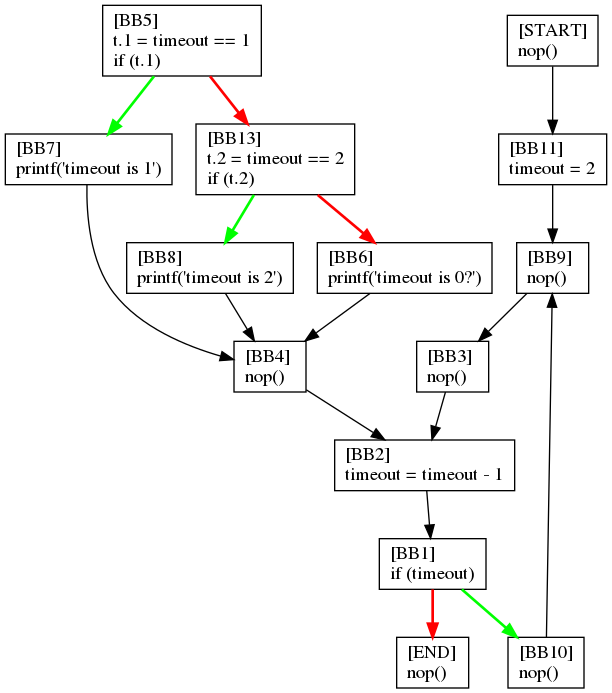 [BB5]
t.1 = timeout == 1
if (t.1)
[START]
nop()
[BB7]
printf('timeout is 1')
[BB13]
t.2 = timeout == 2
if (t.2)
[BB11]
timeout = 2
[BB8]
printf('timeout is 2')
[BB6]
printf('timeout is 0?')
[BB9]
nop()
[BB4]
nop()
[BB3]
nop()
[BB2]
timeout = timeout - 1
[BB1]
if (timeout)
[END]
nop()
[BB10]
nop()